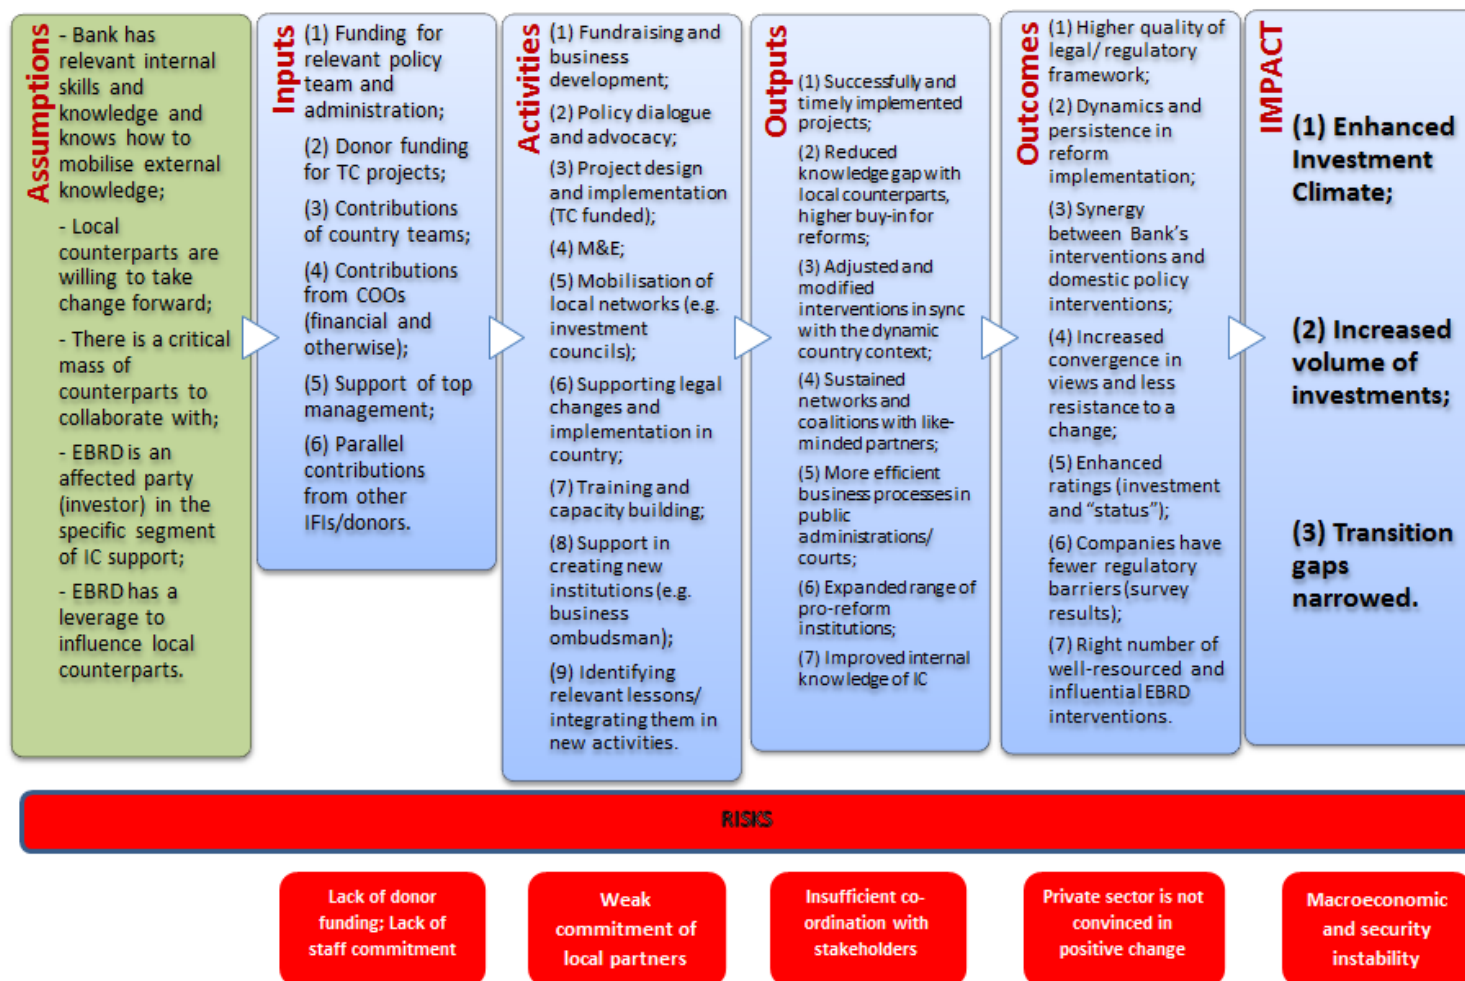 Assumptions
- Bank has
relevant internal
skills and
knowledge and
knows how to
mobilise external
knowledge;
- Local
counterparts are
willing to take
change forward;
- There is a critical
mass of
counterparts to
collaborate with;
- EBRD is an
affected party
(investor) in the
specific segment
of IC support;
- EBRD has a
leverage to
influence local
counterparts.
Inputs
(1) Funding for
relevant policy
team and
administration;
(2) Donor funding
for TC projects;
(3) Contributions
of country teams;
(4) Contributions
from COOs
(financial and
otherwise);
(5) Support of top
management;
(6) Parallel
contributions
from other
IFIs/donors.
Activities
(1) Fundraising and
business
development;
(2) Policy dialogue
and advocacy;
(3) Project design
and implementation
(TC funded);
(4) M&E;
(5) Mobilisation of
local networks (e.g.
investment
councils);
(6) Supporting legal
changes and
implementation in
country;
(7) Training and
capacity building;
(8) Support in
creating new
institutions (e.g.
business
ombudsman);
(9) Identifying
relevant lessons/
integrating them in
new activities.
Outputs
(1) Successfully and
timely implemented
projects;
(2) Reduced
knowledge gap with
local counterparts,
higher buy-in for
reforms;
(3) Adjusted and
modified
interventions in sync
with the dynamic
country context;
(4) Sustained
networks and
coalitions with like-
minded partners;
(5) More efficient
business processes in
public
administrations/
courts;
(6) Expanded range of
pro-reform
institutions;
(7) Improved internal
knowledge of IC
Outcomes
(1) Higher quality of
legal/ regulatory
framework;
(2) Dynamics and
persistence in
reform
implementation;
(3) Synergy
between Bank's
interventions and
domestic policy
interventions;
(4) Increased
convergence in
views and less
resistance to a
change;
(5) Enhanced
ratings (investment
and “status”);
(6) Companies have
fewer regulatory
barriers (survey
results);
(7) Right number of
well-resourced and
influential EBRD
interventions.
IMPACT
(1) Enhanced
Investment
Climate;
(2) Increased
volume of
investments;
(3) Transition
gaps
narrowed.
RISKS
Lack of donor
funding; Lack of
staff commitment
Weak
commitment of
local partners
Insufficient co-
ordination with
stakeholders
Private sector is not
convinced in
positive change
Macroeconomic
and security
instability